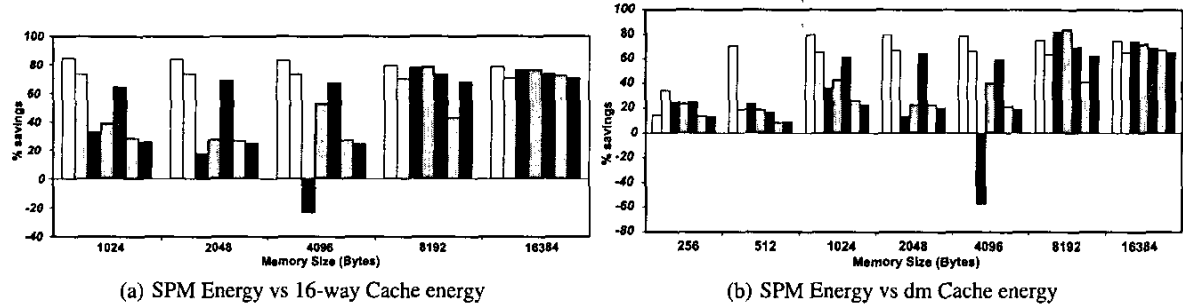 100
80
60
40
20
0
-20
-40
% savings
1024 2048 4096 8192 16384
Memory Size (Bytes)
(a) SPM Energy vs 16-way Cache energy
100
80
60
40
20
0
-20
-40
-60
-80
% savings
256 512 1024 2048 4096 8192 16384
Memory Size (Bytes)
(b) SPM Energy vs dm Cache energy